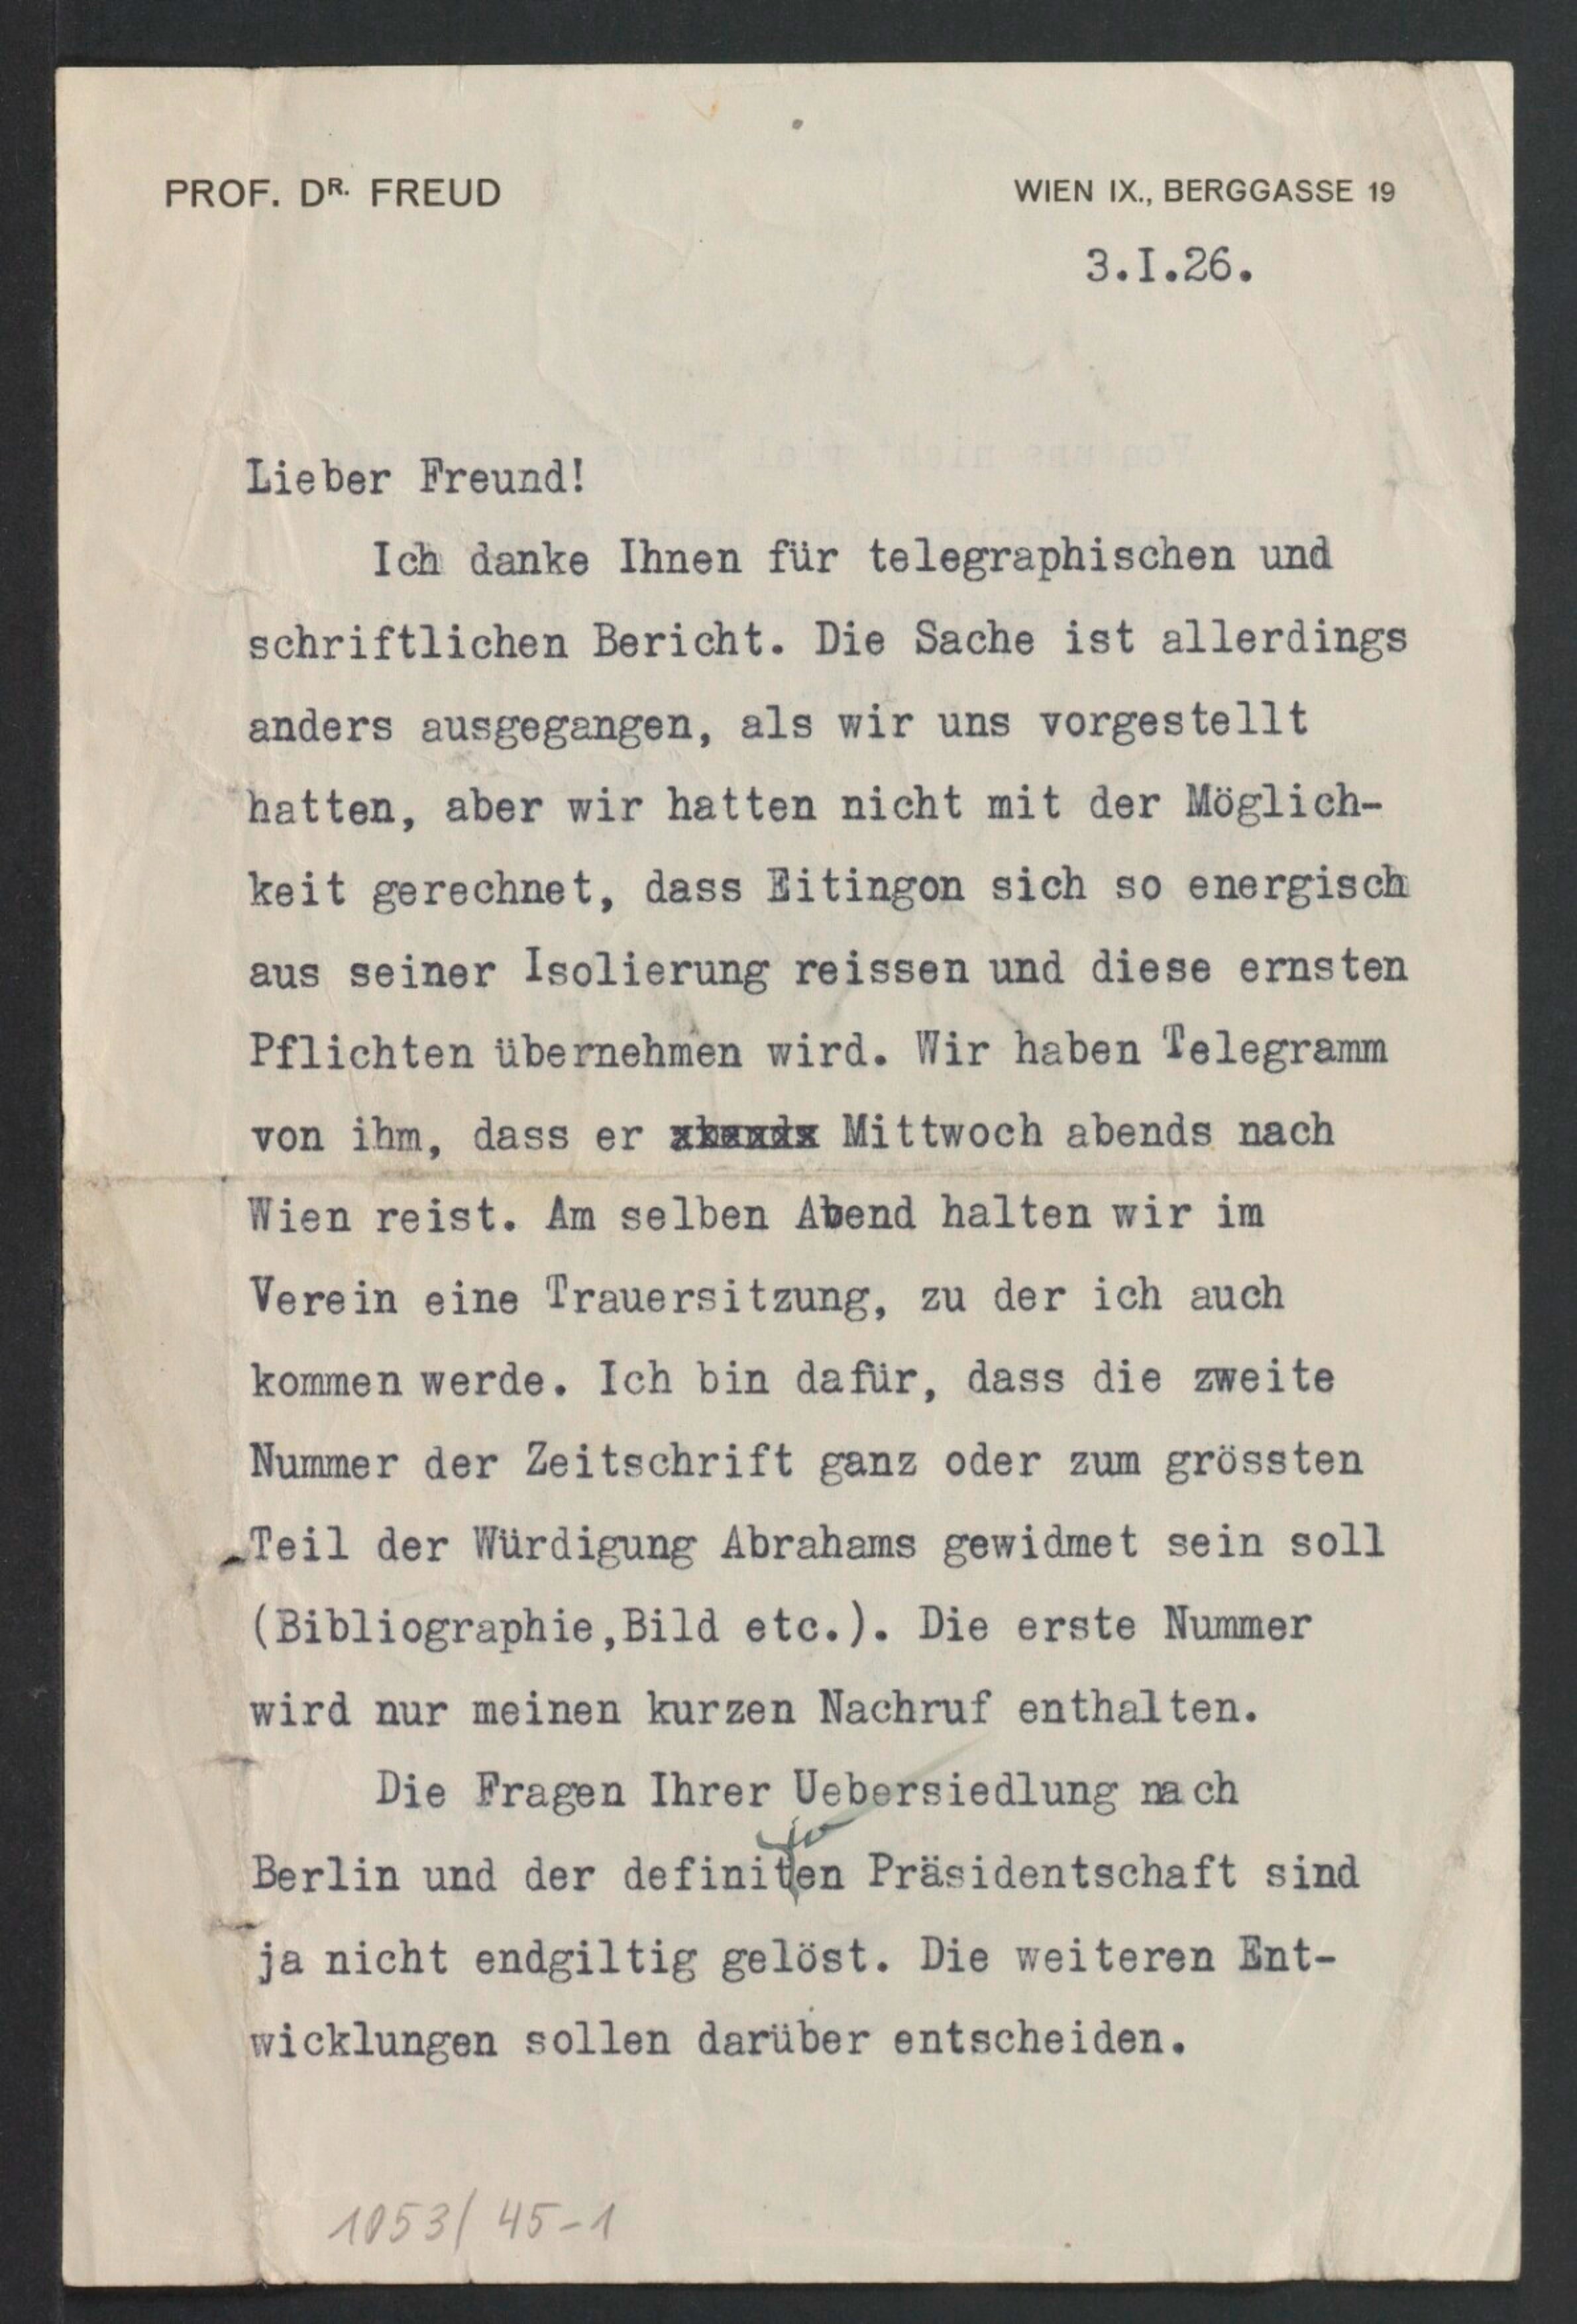 PROF. DR. FREUD
WIEN IX., BERGGASSE 19
3.I.26.
Lieber Freund!
Ich danke Ihnen für telegraphischen und
schriftlichen Bericht. Die Sache ist allerdings
anders ausgegangen, als wir uns vorgestellt
hatten, aber wir hatten nicht mit der Möglich-
keit gerechnet, dass Eitingon sich so energisch
aus seiner Isolierung reissen und diese ernsten
Pflichten übernehmen wird. Wir haben Telegramm
von ihm, dass er Mittwoch abends nach
Wien reist. Am selben Abend halten wir im
Verein eine Trauersitzung, zu der ich auch
kommen werde. Ich bin dafür, dass die zweite
Nummer der Zeitschrift ganz oder zum grössten
Teil der Würdigung Abrahams gewidmet sein soll
(Bibliographie,Bild etc.). Die erste Nummer
wird nur meinen kurzen Nachruf enthalten.
Die Fragen Ihrer Uebersiedlung nach
Berlin und der definiten Präsidentschaft sind
ja nicht endgiltig gelöst. Die weiteren Ent-
wicklungen sollen darüber entscheiden.
1053/45-1